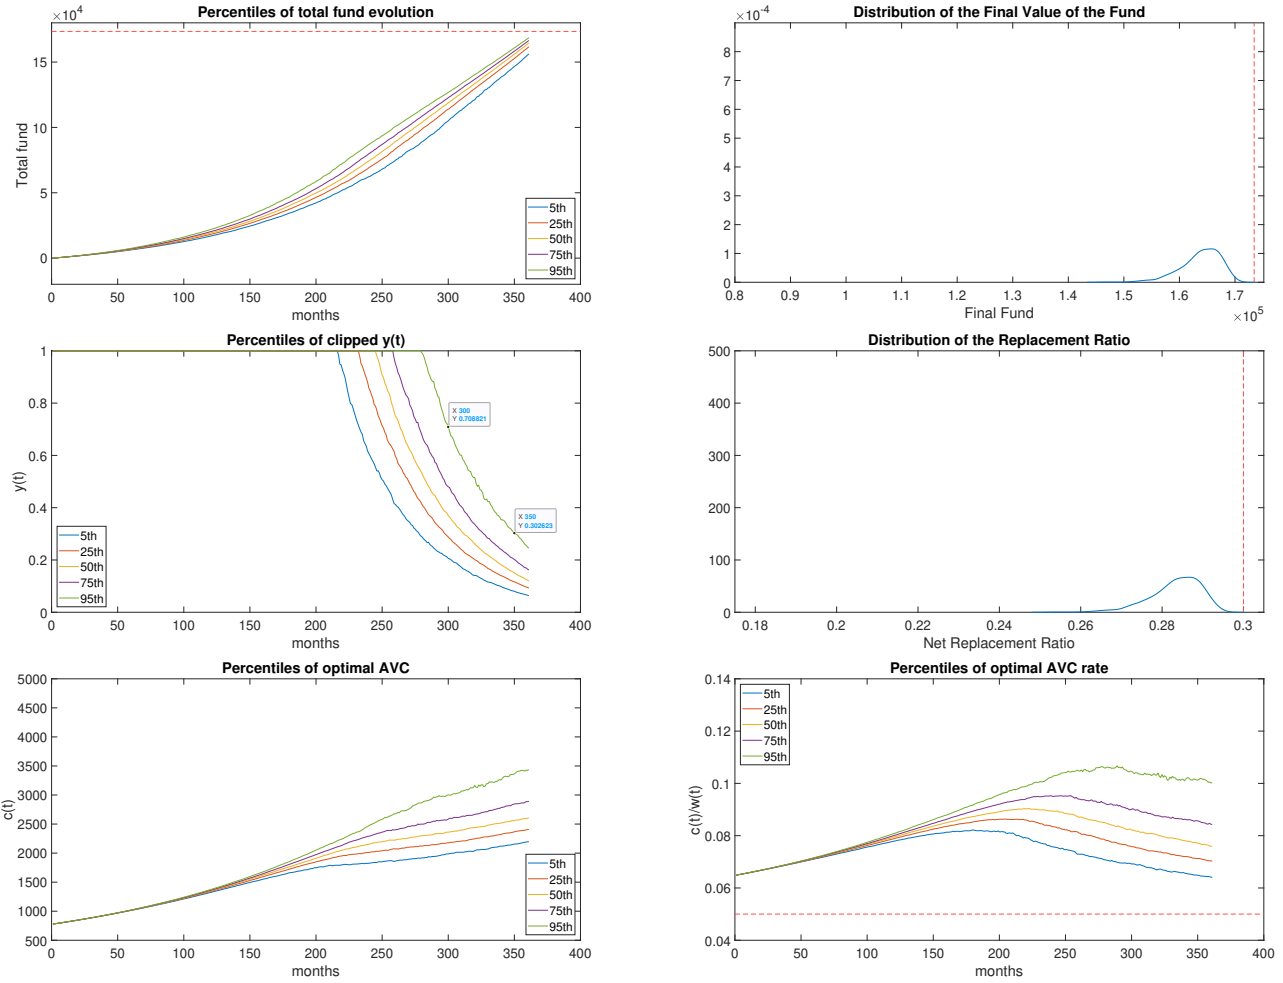 Percentiles of total fund evolution
×10^4
15
10
5
0
Total fund
0 50 100 150 200 250 300 350 400
months
5th
25th
50th
75th
95th
Distribution of the Final Value of the Fund
×10^-4
8
7
6
5
4
3
2
1
0
0.8 0.9 1 1.1 1.2 1.3 1.4 1.5 1.6 1.7
×10^5
Final Fund
Percentiles of clipped y(t)
1
0.8
0.6
0.4
0.2
0
y(t)
X 300
Y 0.708821
X 350
Y 0.302623
5th
25th
50th
75th
95th
0 50 100 150 200 250 300 350 400
months
Distribution of the Replacement Ratio
500
400
300
200
100
0
0.18 0.2 0.22 0.24 0.26 0.28 0.3
Net Replacement Ratio
Percentiles of optimal AVC
5000
4500
4000
3500
3000
2500
2000
1500
1000
500
c(t)
5th
25th
50th
75th
95th
0 50 100 150 200 250 300 350 400
months
Percentiles of optimal AVC rate
0.14
0.12
0.1
0.08
0.06
0.04
c(t)/w(t)
5th
25th
50th
75th
95th
0 50 100 150 200 250 300 350 400
months